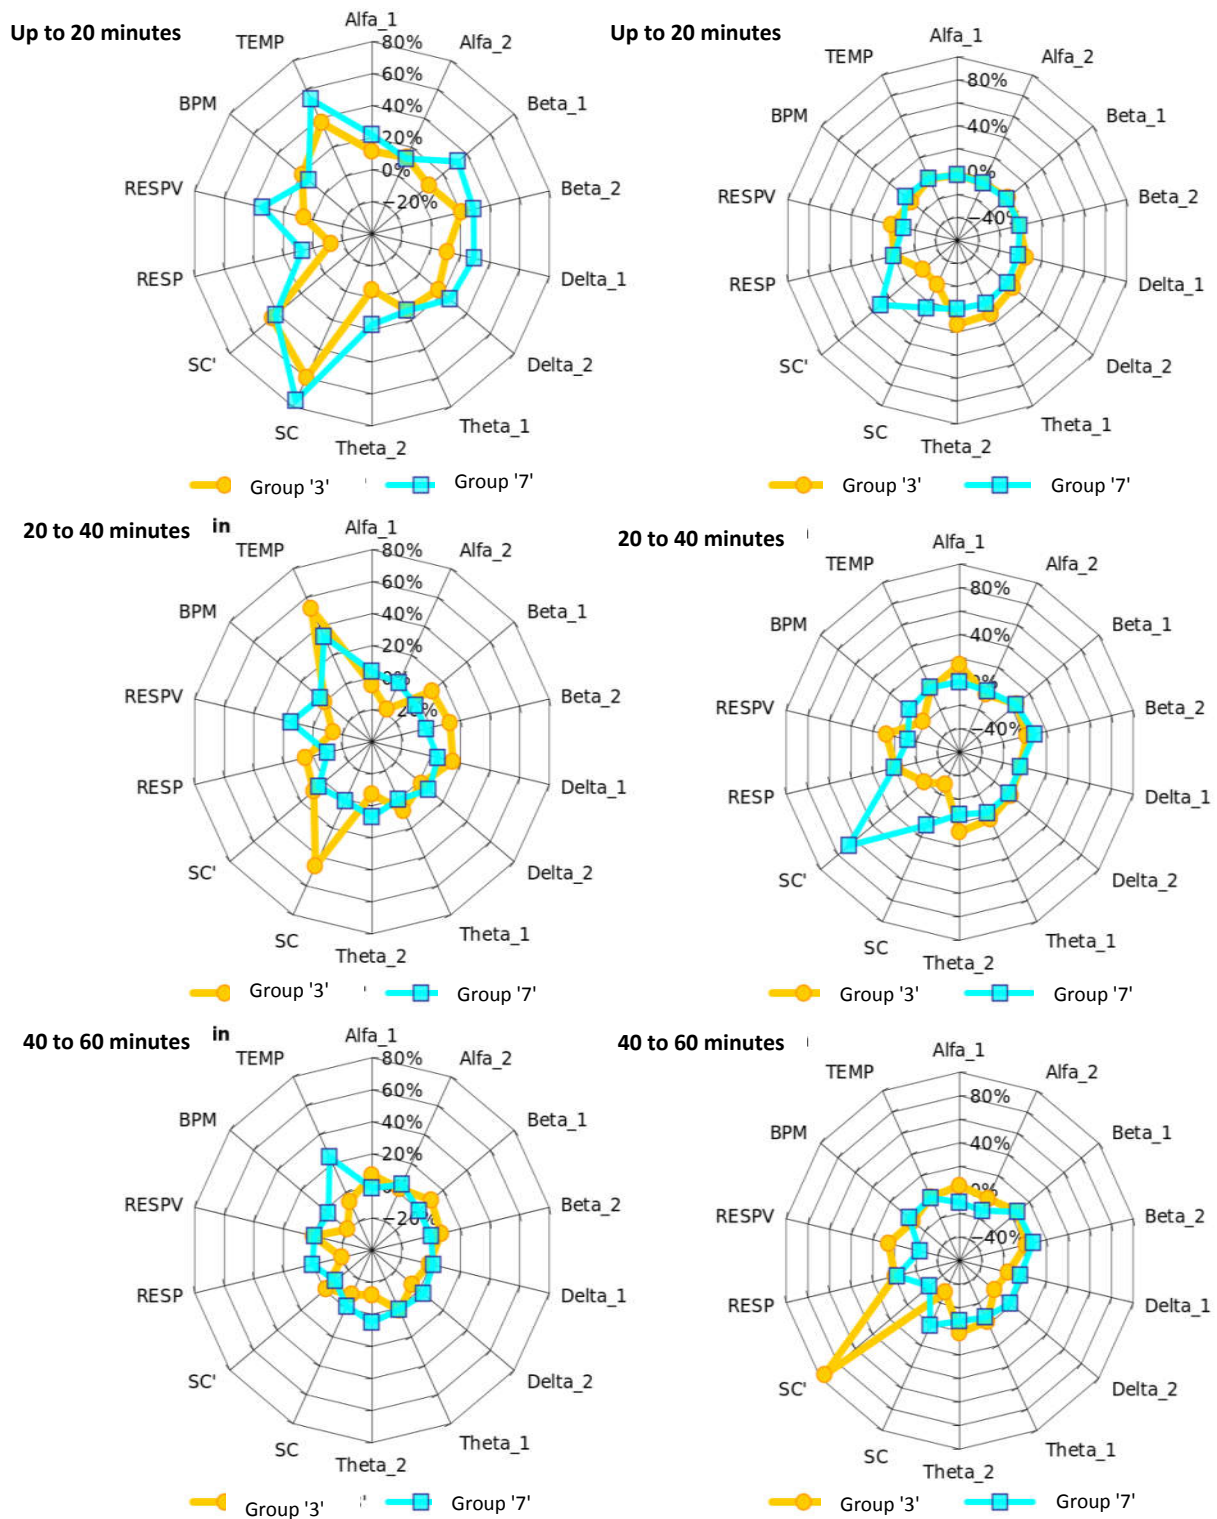 Up to 20 minutes
Alfa_1
80%
Alfa_2
TEMP
60%
BPM
40%
Beta_1
20%
0%
RESPV
Beta_2
−20%
RESP
Delta_1
SC'
Delta_2
SC
Theta_1
Theta_2
Group '3'
Group '7'
Up to 20 minutes
Alfa_1
Alfa_2
TEMP
80%
BPM
Beta_1
40%
0%
RESPV
Beta_2
−40%
RESP
Delta_1
SC'
Delta_2
SC
Theta_1
Theta_2
Group '3'
Group '7'
20 to 40 minutes in
Alfa_1
80%
Alfa_2
TEMP
60%
BPM
40%
Beta_1
20%
0%
RESPV
Beta_2
20%
RESP
Delta_1
SC'
Delta_2
SC
Theta_1
Theta_2
Group '3'
Group '7'
20 to 40 minutes
Alfa_1
Alfa_2
TEMP
80%
BPM
Beta_1
40%
0%
RESPV
Beta_2
−40%
RESP
Delta_1
SC'
Delta_2
SC
Theta_1
Theta_2
Group '3'
Group '7'
40 to 60 minutes in
Alfa_1
80%
Alfa_2
TEMP
60%
BPM
40%
Beta_1
20%
RESPV
Beta_2
−20%
RESP
Delta_1
SC'
Delta_2
SC
Theta_1
Theta_2
Group '3'
Group '7'
40 to 60 minutes
Alfa_1
Alfa_2
TEMP
80%
BPM
Beta_1
40%
0%
RESPV
Beta_2
−40%
RESP
Delta_1
SC'
Delta_2
SC
Theta_1
Theta_2
Group '3'
Group '7'